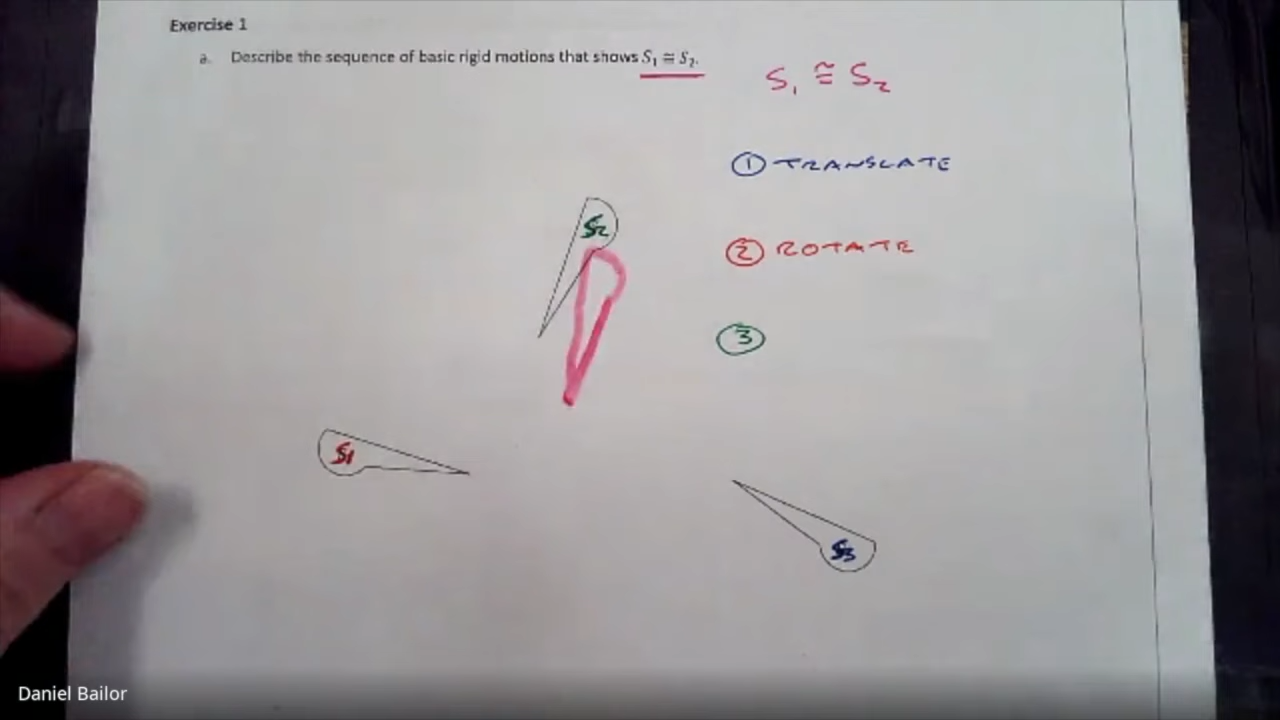 Exercise 1
a. Describe the sequence of basic rigid motions that shows S₁ ≅ S₂.
S₁ ≅ S₂
① TRANSLATE
② ROTATE
③
S2
S1
S3
Daniel Bailor